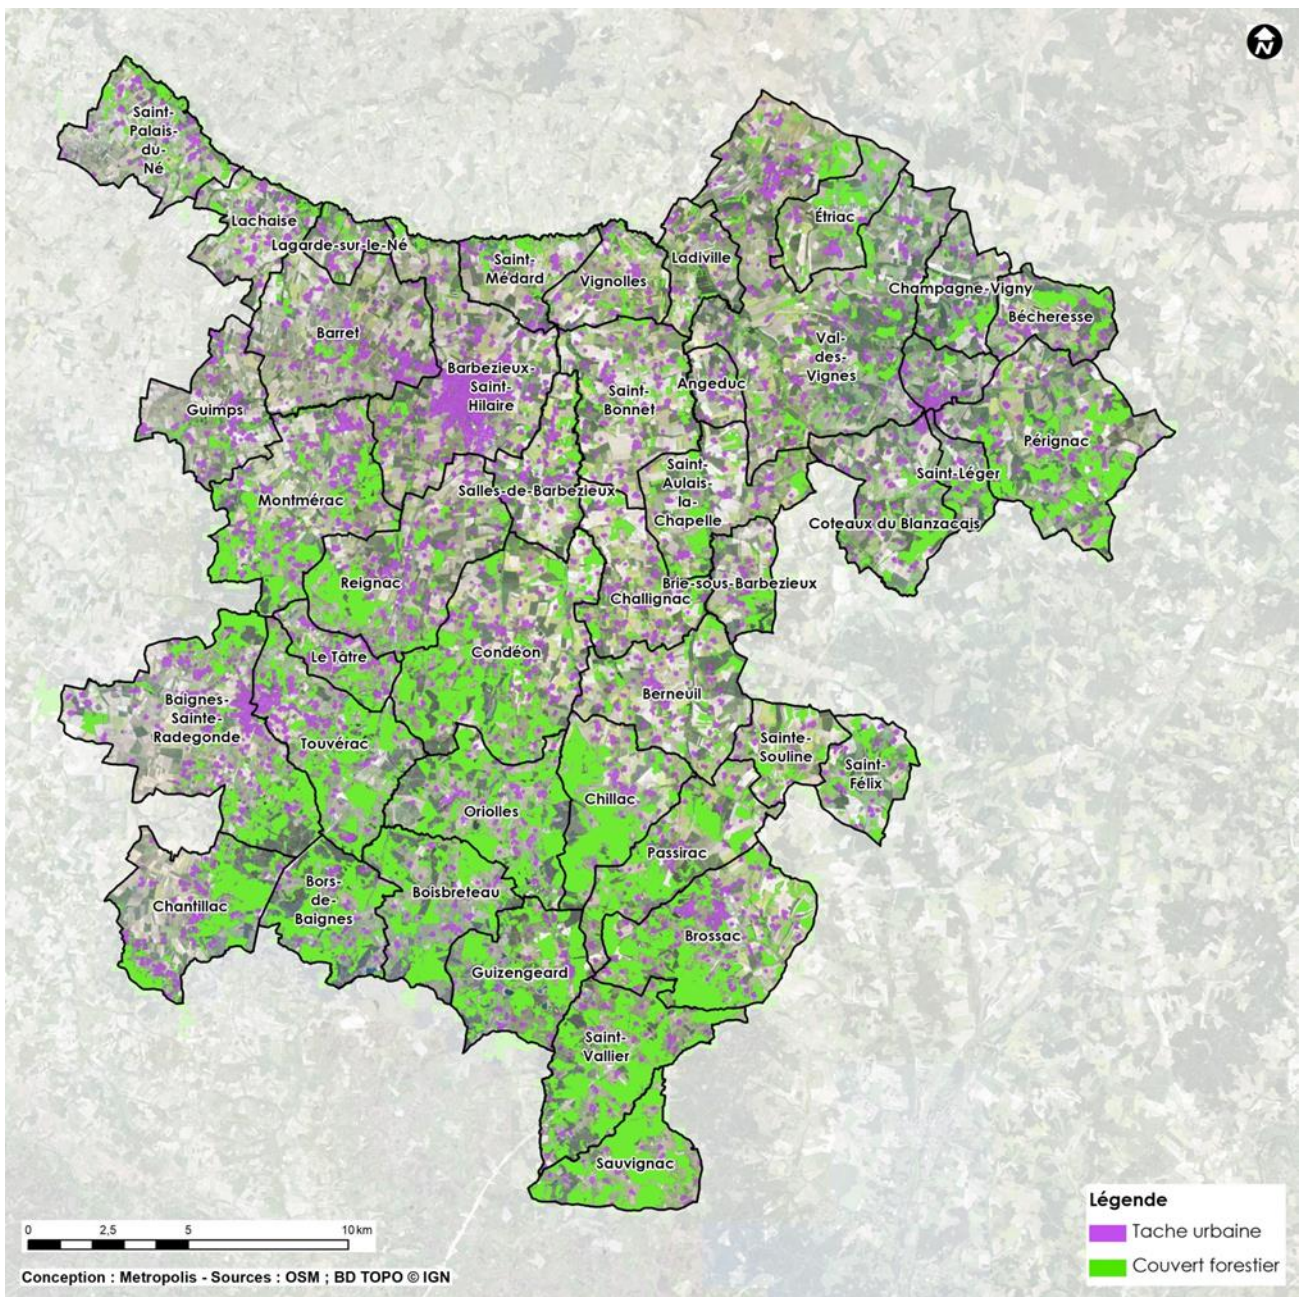 N
Saint-
Palais-
du-
Né
Lachaise
Lagarde-sur-le-Né
Saint-
Médard
Vignolles
Ladiville
Étriac
Champagne-Vigny
Bécheresse
Barret
Barbezieux-
Saint-
Hilaire
Val-
des-
Vignes
Angeduc
Saint-
Bonnet
Guimps
Pérignac
Saint-Léger
Montmérac
Salles-de-Barbezieux
Saint-
Aulais-
la-
Chapelle
Coteaux du Blanzacais
Reignac
Brie-sous-Barbezieux
Challignac
Le Tâtre
Condéon
Berneuil
Baignes-
Sainte-
Radegonde
Touvérac
Sainte-
Souline
Saint-
Félix
Oriolles
Chillac
Passirac
Chantillac
Bors-
de-
Baignes
Boisbreteau
Brossac
Guizengeard
Saint-
Vallier
Sauvignac
Légende
Tache urbaine
Couvert forestier
0 2,5 5 10 km
Conception : Metropolis - Sources : OSM ; BD TOPO © IGN